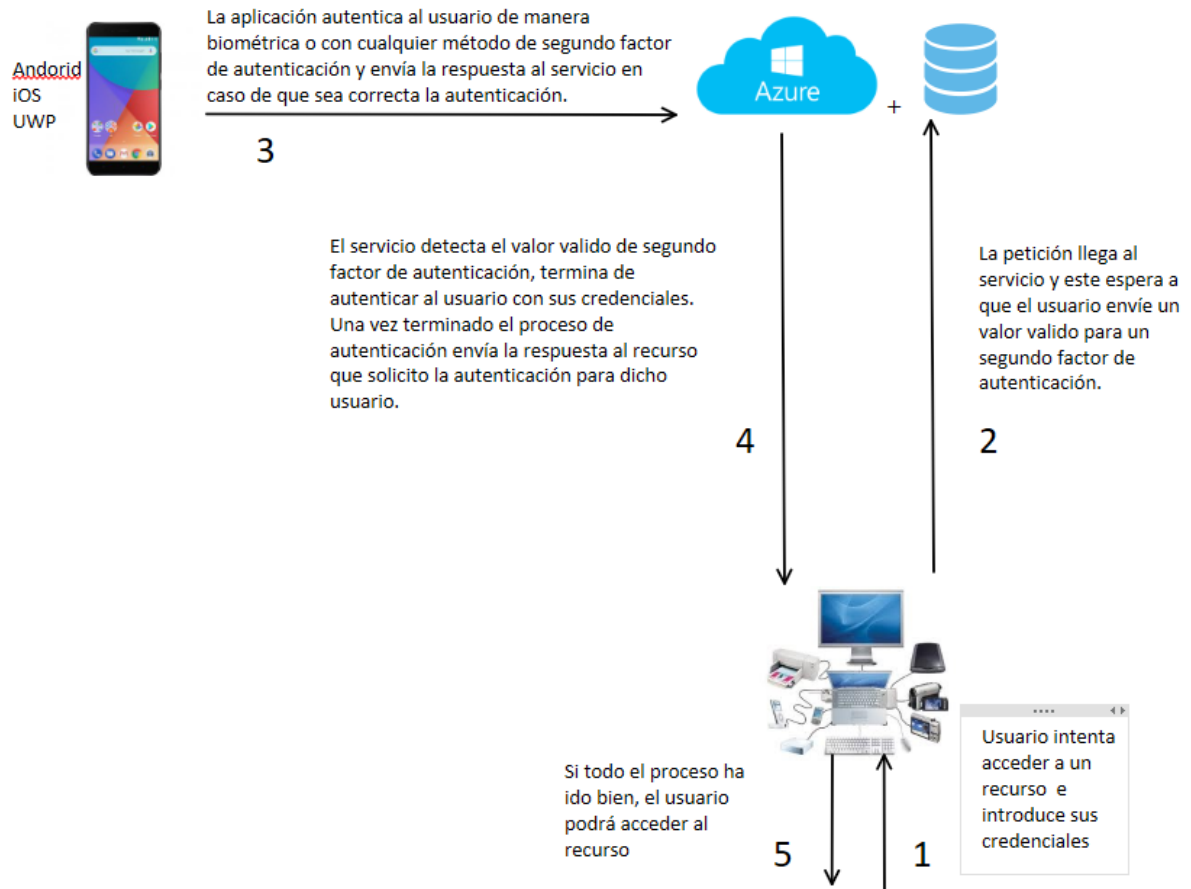 La aplicación autentica al usuario de manera
biométrica o con cualquier método de segundo factor
de autenticación y envía la respuesta al servicio en
caso de que sea correcta la autenticación.
Andorid
iOS
UWP
3
Azure
+
El servicio detecta el valor valido de segundo
factor de autenticación, termina de
autenticar al usuario con sus credenciales.
Una vez terminado el proceso de
autenticación envía la respuesta al recurso
que solicito la autenticación para dicho
usuario.
4
La petición llega al
servicio y este espera a
que el usuario envíe un
valor valido para un
segundo factor de
autenticación.
2
Si todo el proceso ha
ido bien, el usuario
podrá acceder al
recurso
5
1
Usuario intenta
acceder a un
recurso e
introduce sus
credenciales